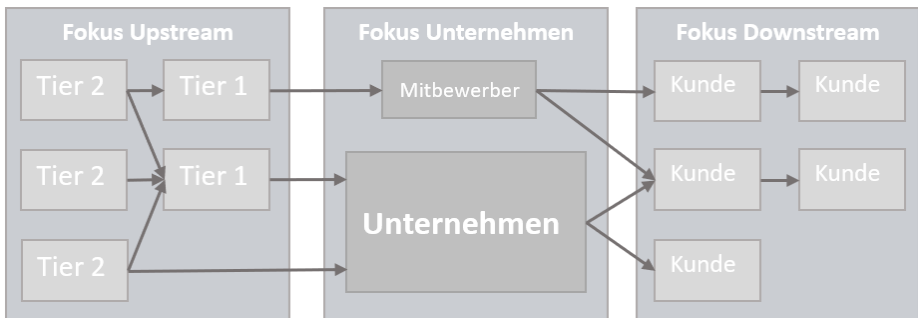 Fokus Upstream
Tier 2
Tier 1
Tier 2
Tier 1
Tier 2
Fokus Unternehmen
Mitbewerber
Unternehmen
Fokus Downstream
Kunde
Kunde
Kunde
Kunde
Kunde